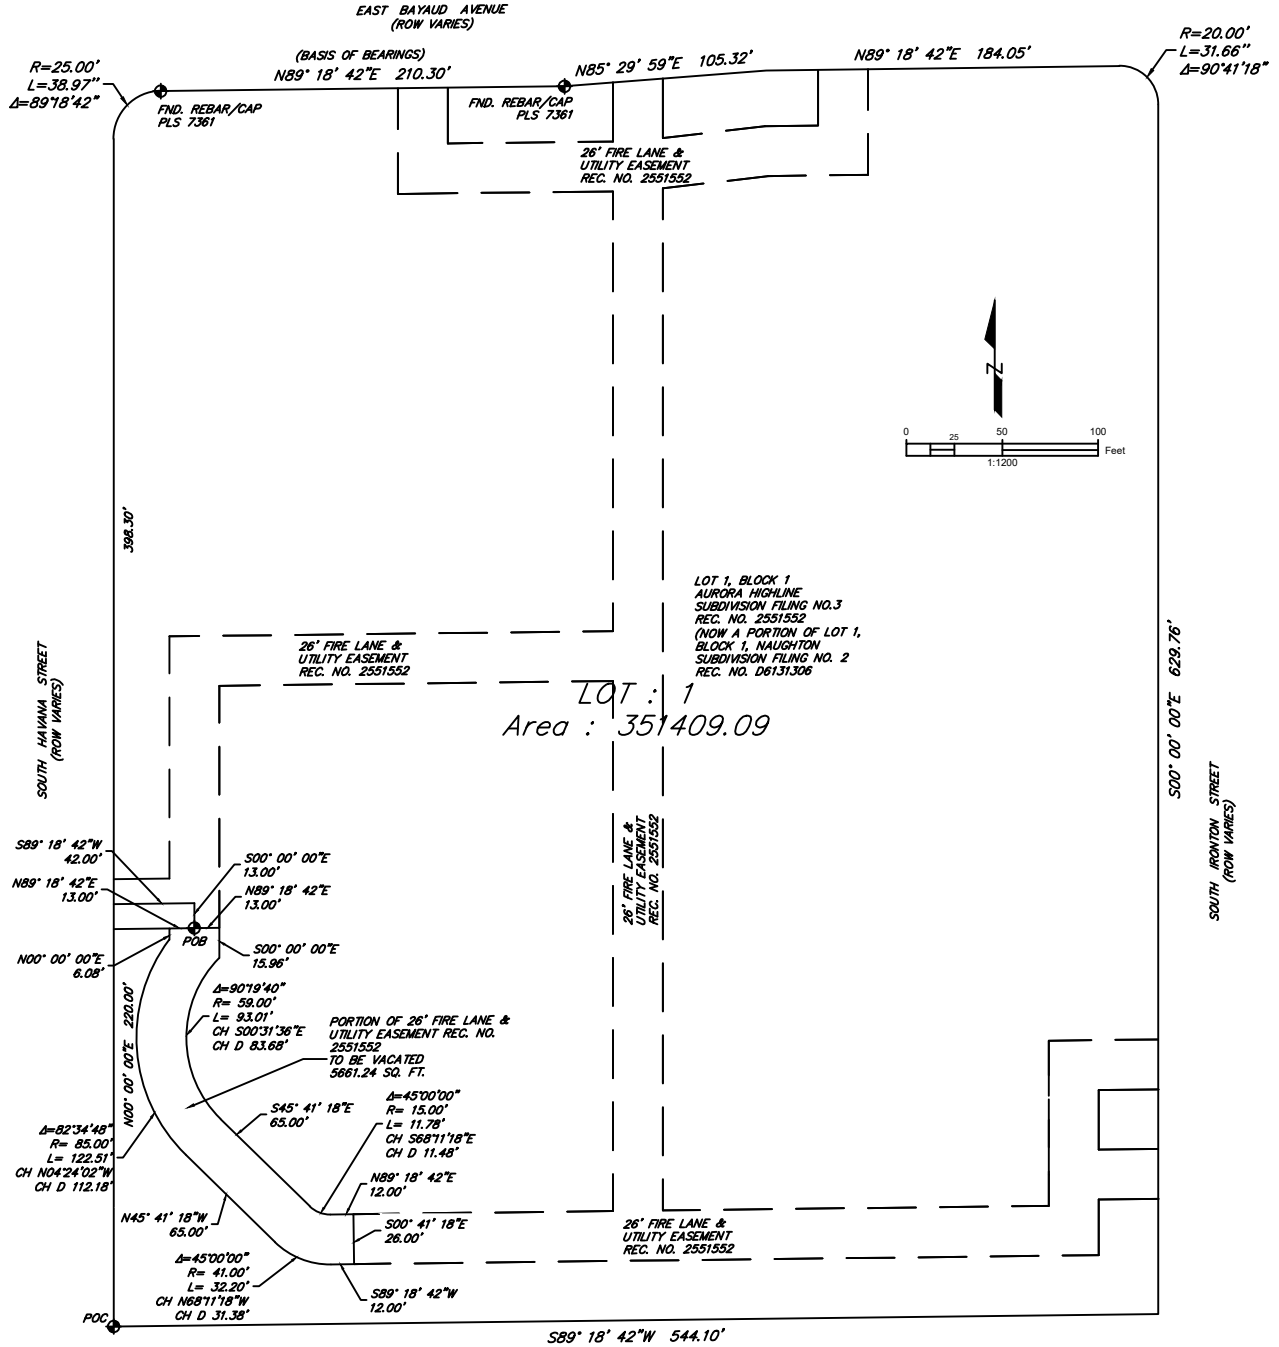 EAST BAYAUD AVENUE
(ROW VARIES)
(BASIS OF BEARINGS)
N89° 18' 42"E 210.30'
N85° 29' 59"E 105.32'
N89° 18' 42"E 184.05'
R=20.00'
L=31.66"
Δ=90°41'18"
R=25.00'
L=38.97"
Δ=89°18'42"
FND. REBAR/CAP
PLS 7361
FND. REBAR/CAP
PLS 7361
26' FIRE LANE &
UTILITY EASEMENT
REC. NO. 2551552
Z
0
25
50
100
Feet
1:1200
398.30'
LOT 1, BLOCK 1
AURORA HIGHLINE
SUBDIVISION FILING NO.3
REC. NO. 2551552
(NOW A PORTION OF LOT 1,
BLOCK 1, NAUGHTON
SUBDIVISION FILING NO. 2
REC. NO. D6131306
26' FIRE LANE &
UTILITY EASEMENT
REC. NO. 2551552
LOT : 1
Area : 351409.09
SOUTH HAVANA STREET
(ROW VARIES)
S00° 00' 00"E 629.76'
SOUTH IRONTON STREET
(ROW VARIES)
26' FIRE LANE &
UTILITY EASEMENT
REC. NO. 2551552
S89° 18' 42"W
42.00'
N89° 18' 42"E
13.00'
S00° 00' 00"E
13.00'
N89° 18' 42"E
13.00'
POB
N00° 00' 00"E
6.08'
S00° 00' 00"E
15.96'
N00° 00' 00"E 220.00'
Δ=90°19'40"
R= 59.00'
L= 93.01'
CH S00°31'36"E
CH D 83.68'
PORTION OF 26' FIRE LANE &
UTILITY EASEMENT REC. NO.
2551552
TO BE VACATED
5661.24 SQ. FT.
S45° 41' 18"E
65.00'
Δ=45°00'00"
R= 15.00'
L= 11.78'
CH S68°11'18"E
CH D 11.48'
Δ=82°34'48"
R= 85.00'
L= 122.51'
CH N04°24'02"W
CH D 112.18'
N89° 18' 42"E
12.00'
N45° 41' 18"W
65.00'
S00° 41' 18"E
26.00'
26' FIRE LANE &
UTILITY EASEMENT
REC. NO. 2551552
Δ=45°00'00"
R= 41.00'
L= 32.20'
CH N68°11'18"W
CH D 31.38'
S89° 18' 42"W
12.00'
POC
S89° 18' 42"W 544.10'